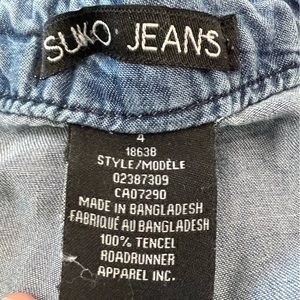 SUKO JEANS
4
18638
STYLE/MODÈLE
02387309
CA07290
MADE IN BANGLADESH
FABRIQUÉ AU BANGLADESH
100% TENCEL
ROADRUNNER
APPAREL INC.